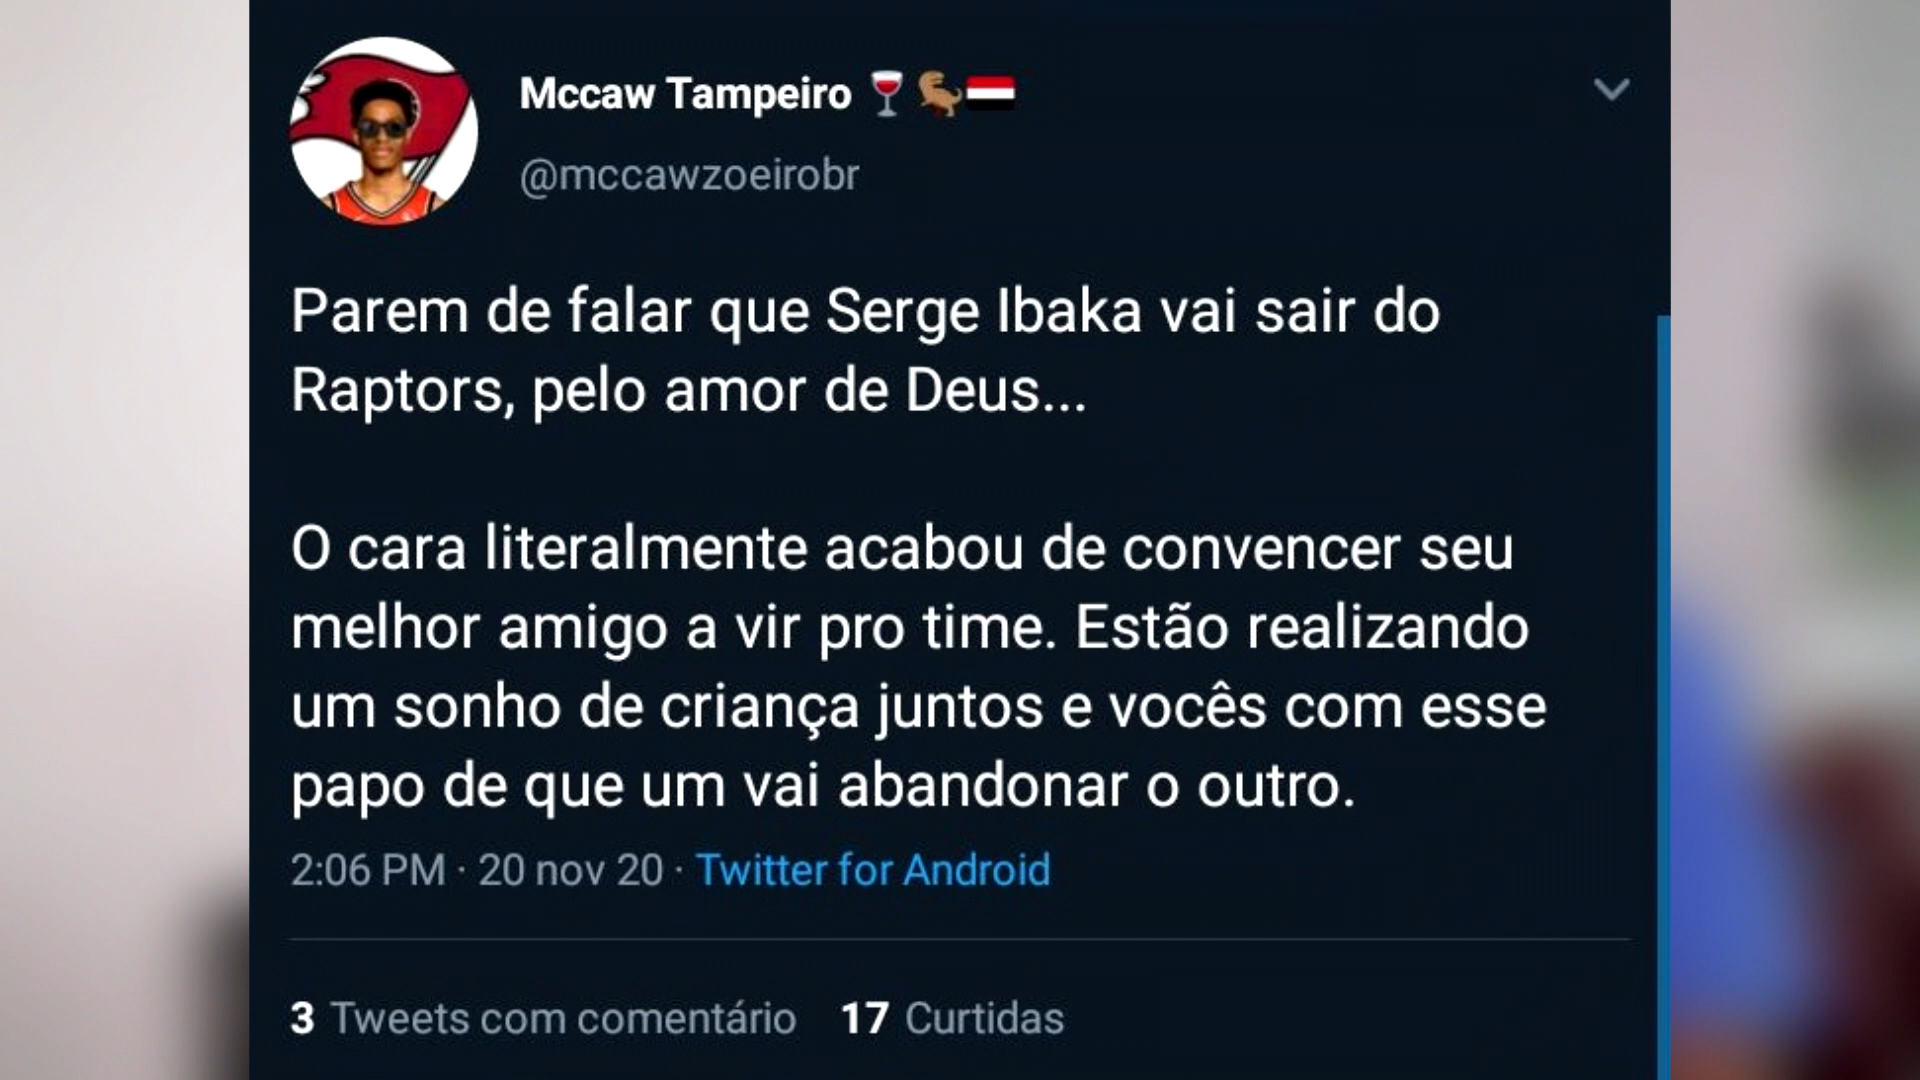 Mccaw Tampeiro 🍷🦖🇾🇪
@mccawzoeirobr
Parem de falar que Serge Ibaka vai sair do
Raptors, pelo amor de Deus...
O cara literalmente acabou de convencer seu
melhor amigo a vir pro time. Estão realizando
um sonho de criança juntos e vocês com esse
papo de que um vai abandonar o outro.
2:06 PM · 20 nov 20 · Twitter for Android
3 Tweets com comentário 17 Curtidas